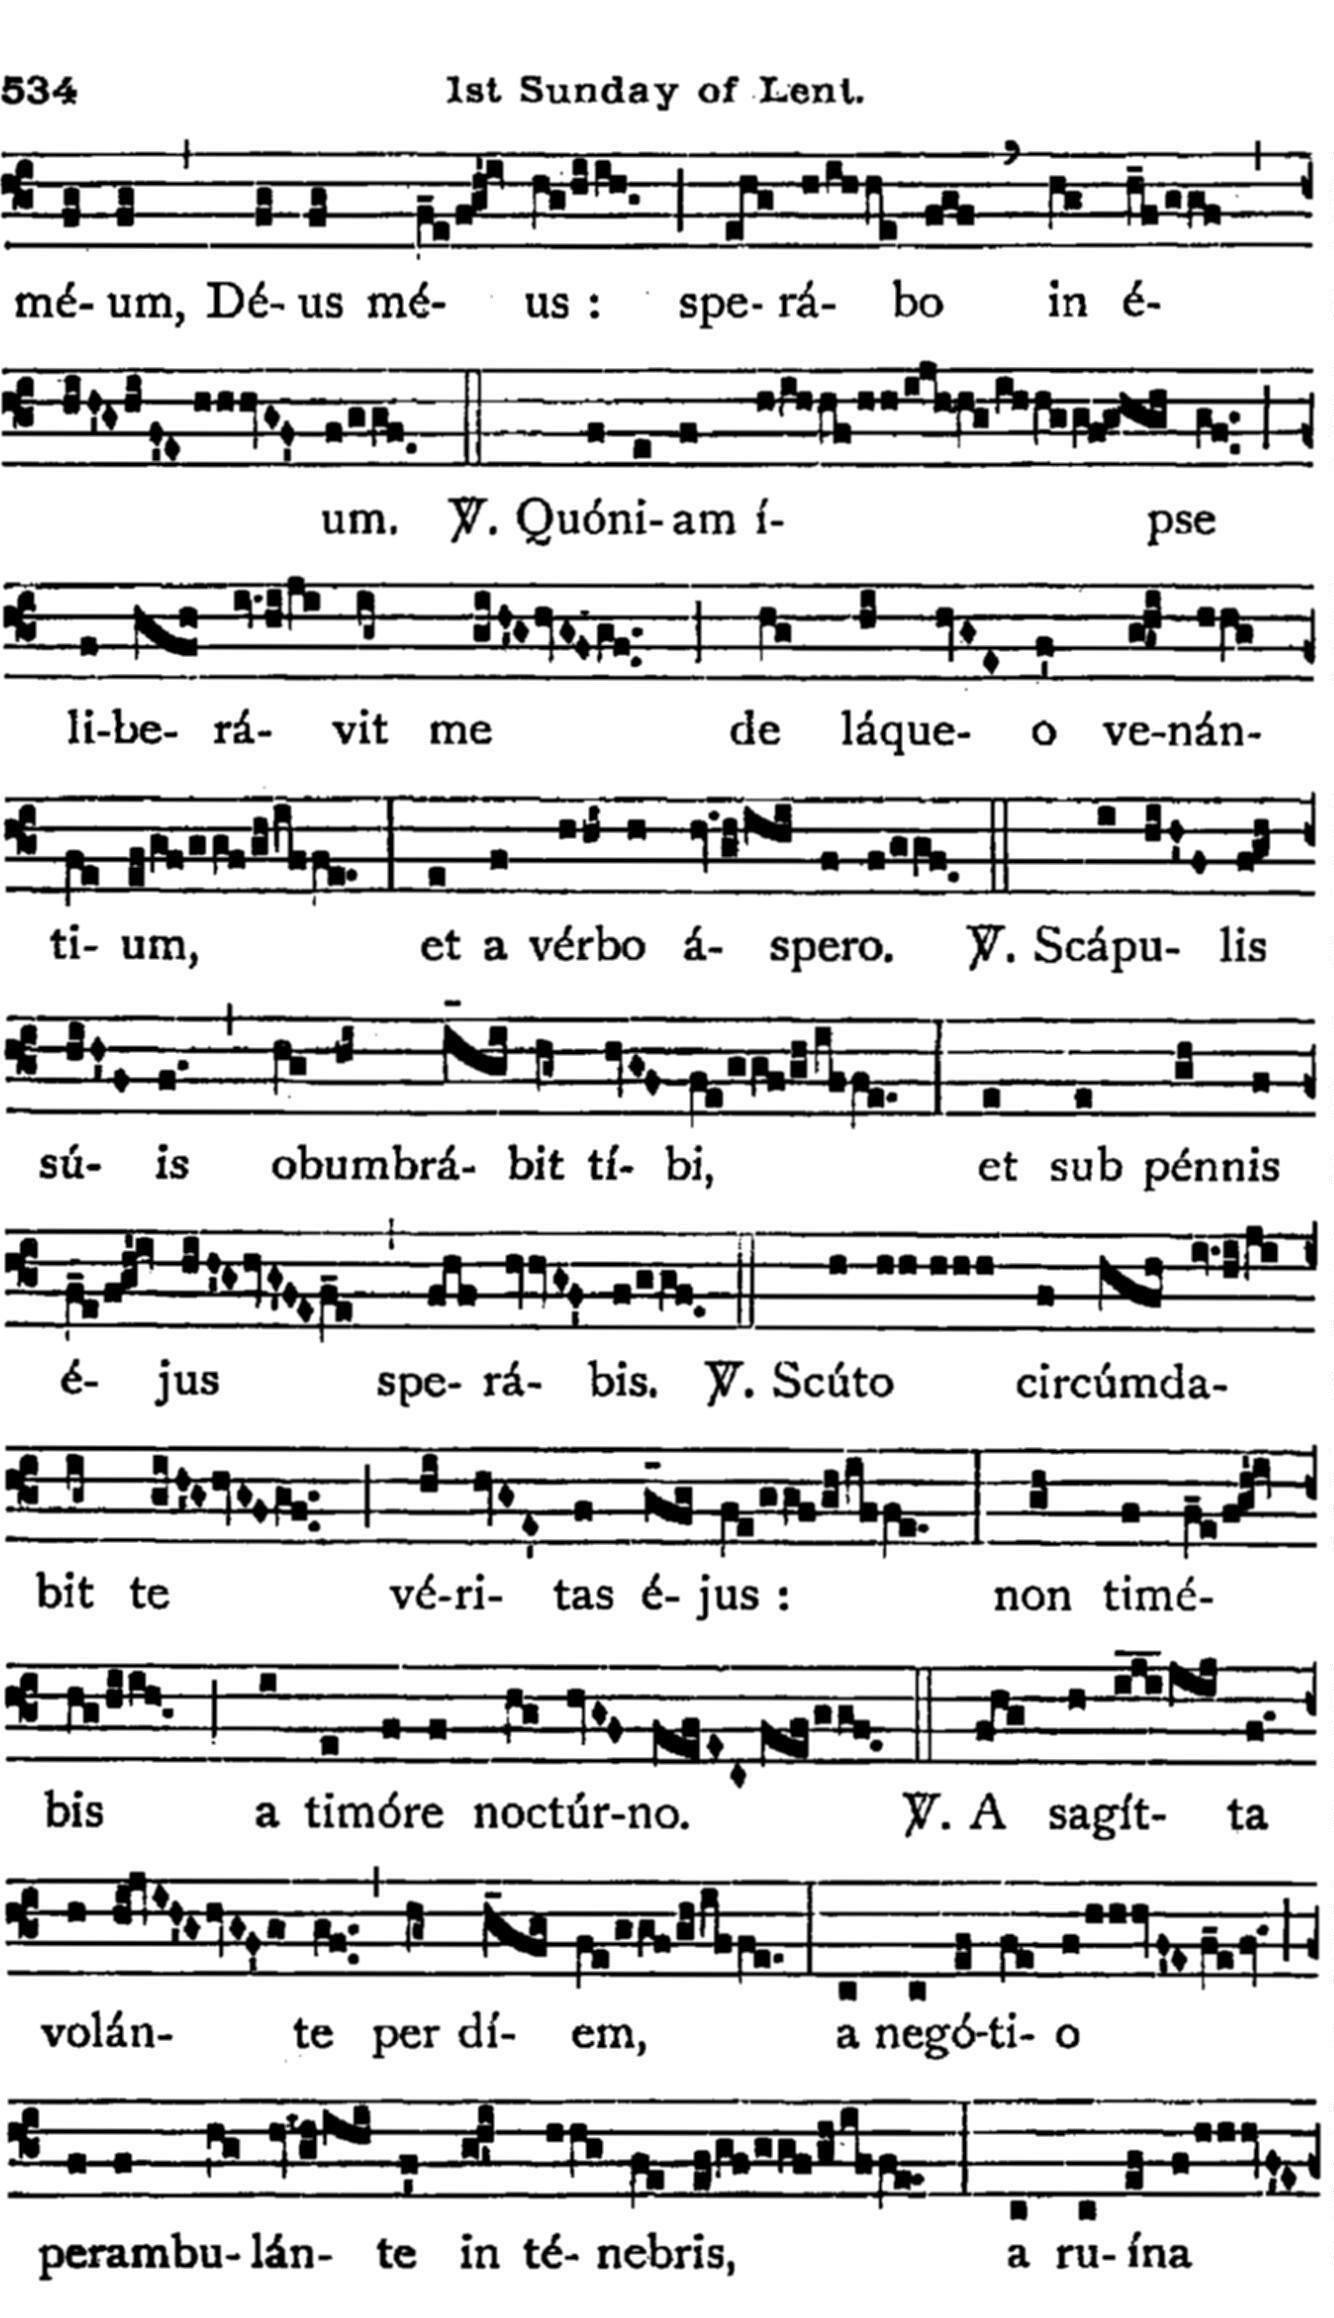 534 1st Sunday of Lent.
mé- um, Dé- us mé- us : spe- rá- bo in é-
um. ℣. Quóni- am í- pse
li-be- rá- vit me de láque- o ve-nán-
ti- um, et a vérbo á- spero. ℣. Scápu- lis
sú- is obumbrá- bit tí- bi, et sub pénnis
é- jus spe- rá- bis. ℣. Scúto circúmda-
bit te vé-ri- tas é- jus : non timé-
bis a timóre noctúr-no. ℣. A sagít- ta
volán- te per dí- em, a negó-ti- o
perambu- lán- te in té- nebris, a ru- ína